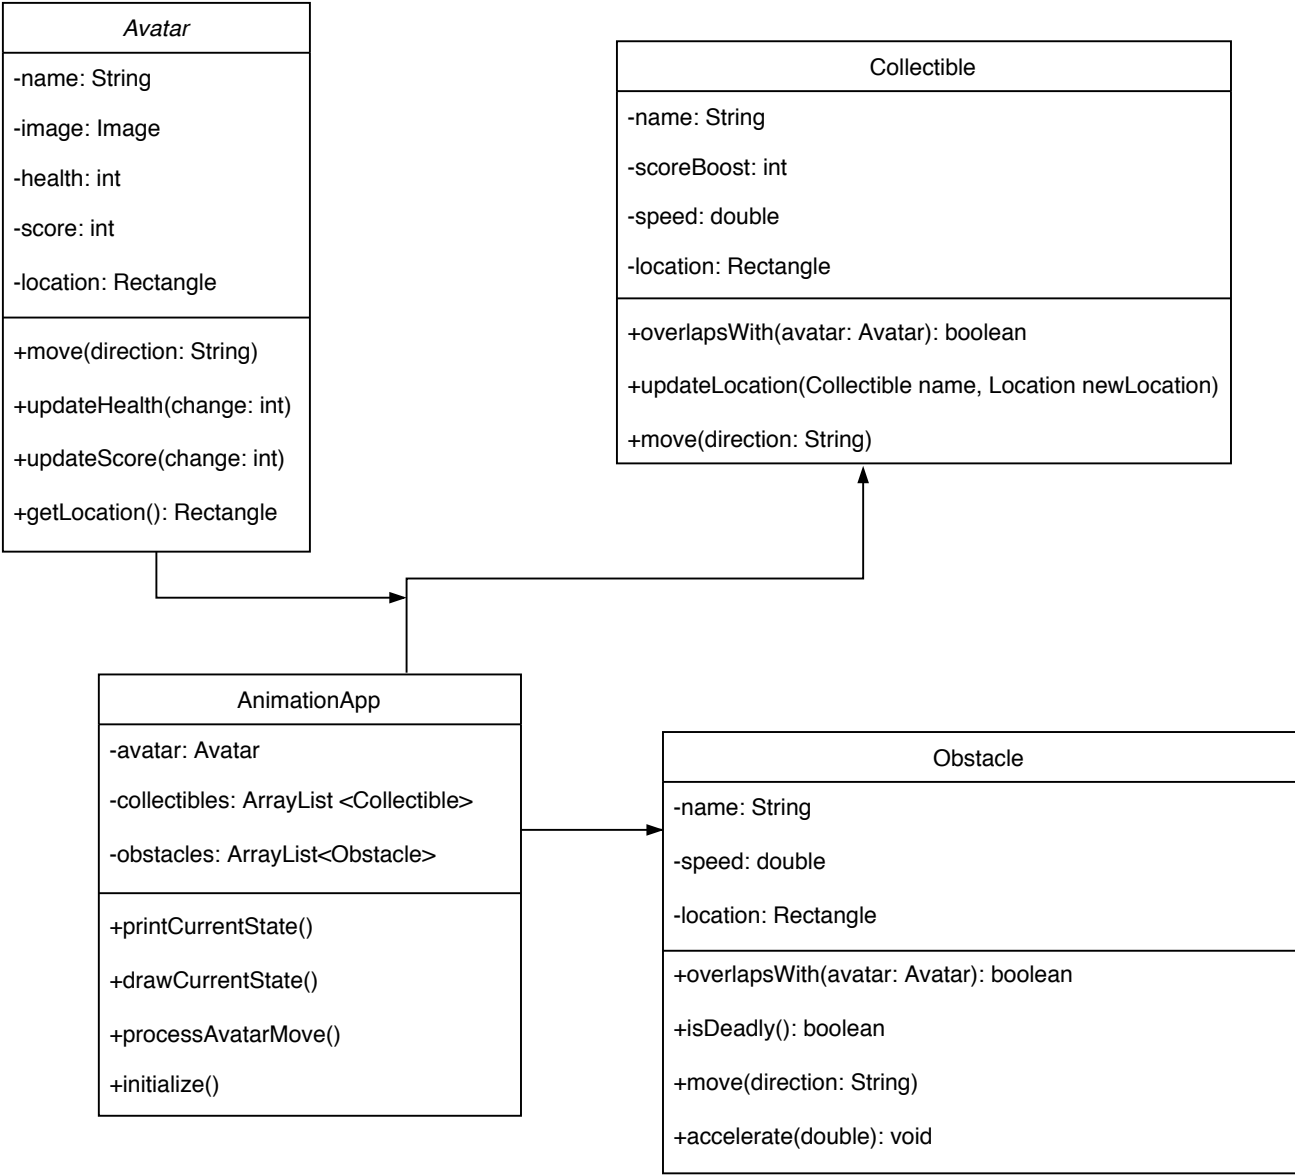 Avatar
-name: String
-image: Image
-health: int
-score: int
-location: Rectangle
+move(direction: String)
+updateHealth(change: int)
+updateScore(change: int)
+getLocation(): Rectangle
Collectible
-name: String
-scoreBoost: int
-speed: double
-location: Rectangle
+overlapsWith(avatar: Avatar): boolean
+updateLocation(Collectible name, Location newLocation)
+move(direction: String)
AnimationApp
-avatar: Avatar
-collectibles: ArrayList <Collectible>
-obstacles: ArrayList<Obstacle>
+printCurrentState()
+drawCurrentState()
+processAvatarMove()
+initialize()
Obstacle
-name: String
-speed: double
-location: Rectangle
+overlapsWith(avatar: Avatar): boolean
+isDeadly(): boolean
+move(direction: String)
+accelerate(double): void